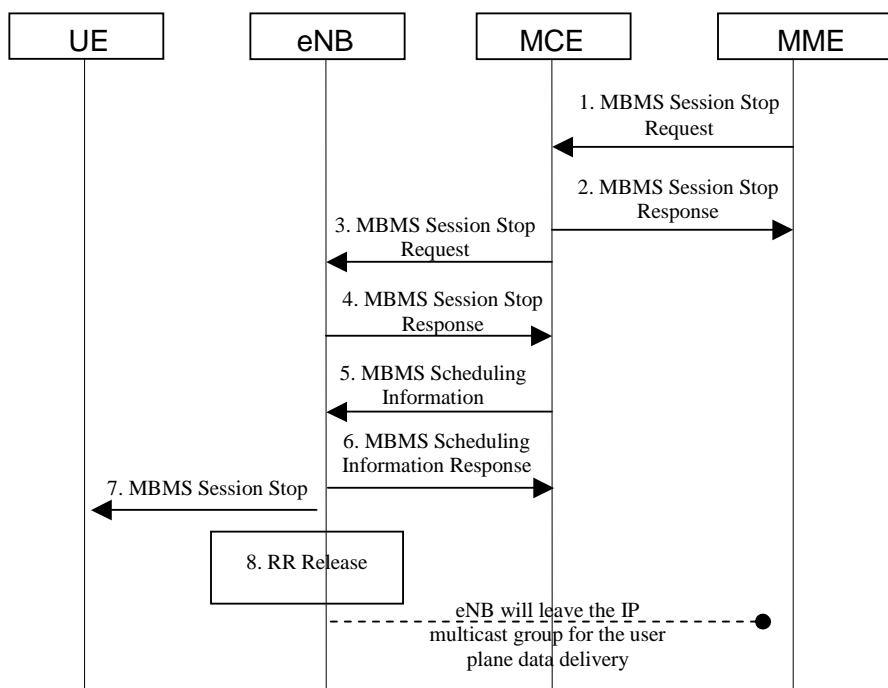 UE
eNB
MCE
MME
1. MBMS Session Stop
Request
2. MBMS Session Stop
Response
3. MBMS Session Stop
Request
4. MBMS Session Stop
Response
5. MBMS Scheduling
Information
6. MBMS Scheduling
Information Response
7. MBMS Session Stop
8. RR Release
eNB will leave the IP
multicast group for the user
plane data delivery